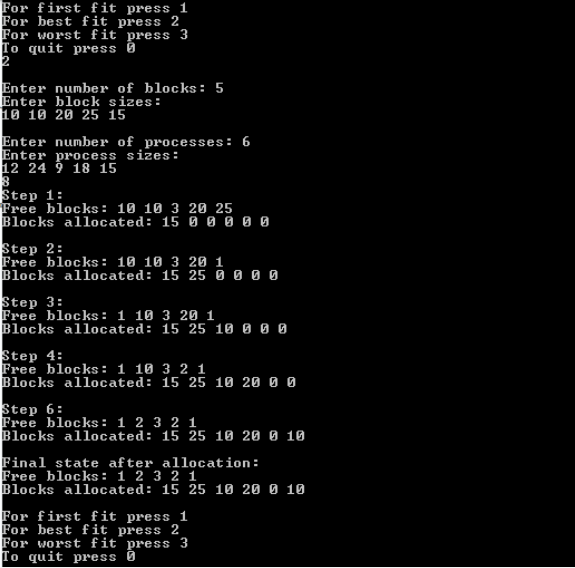 For first fit press 1
For best fit press 2
For worst fit press 3
To quit press 0
2
Enter number of blocks: 5
Enter block sizes:
10 10 20 25 15
Enter number of processes: 6
Enter process sizes:
12 24 9 18 15
8
Step 1:
Free blocks: 10 10 3 20 25
Blocks allocated: 15 0 0 0 0 0
Step 2:
Free blocks: 10 10 3 20 1
Blocks allocated: 15 25 0 0 0 0
Step 3:
Free blocks: 1 10 3 20 1
Blocks allocated: 15 25 10 0 0 0
Step 4:
Free blocks: 1 10 3 2 1
Blocks allocated: 15 25 10 20 0 0
Step 6:
Free blocks: 1 2 3 2 1
Blocks allocated: 15 25 10 20 0 10
Final state after allocation:
Free blocks: 1 2 3 2 1
Blocks allocated: 15 25 10 20 0 10
For first fit press 1
For best fit press 2
For worst fit press 3
To quit press 0